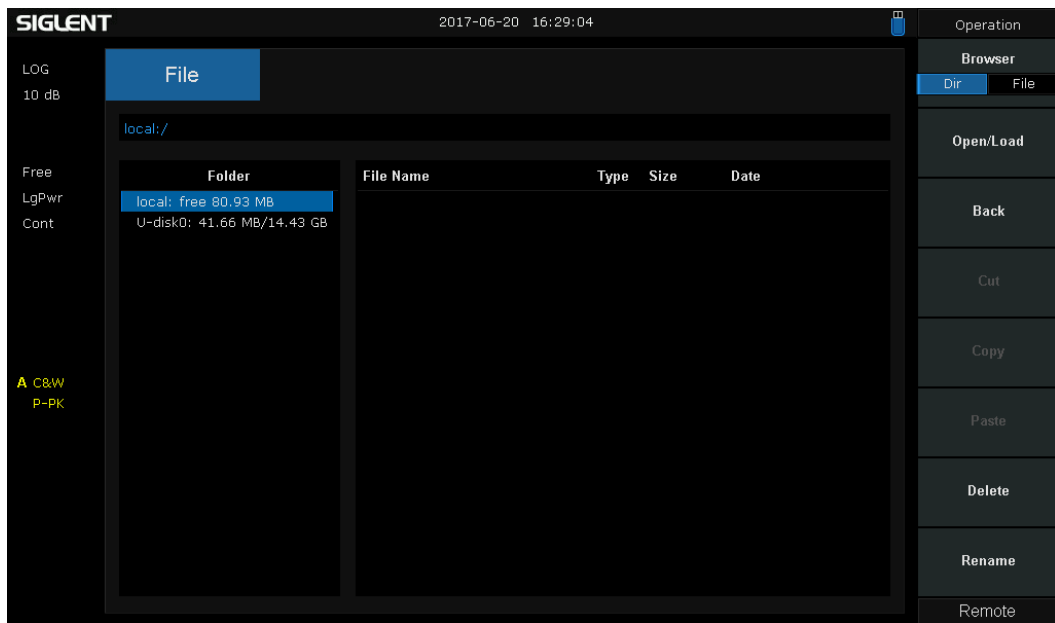 SIGLENT
2017-06-20 16:29:04
Operation
LOG
10 dB
Free
LgPwr
Cont
A C&W
P-PK
File
local:/
Folder
local: free 80.93 MB
U-disk0: 41.66 MB/14.43 GB
File Name Type Size Date
Browser
Dir File
Open/Load
Back
Cut
Copy
Paste
Delete
Rename
Remote